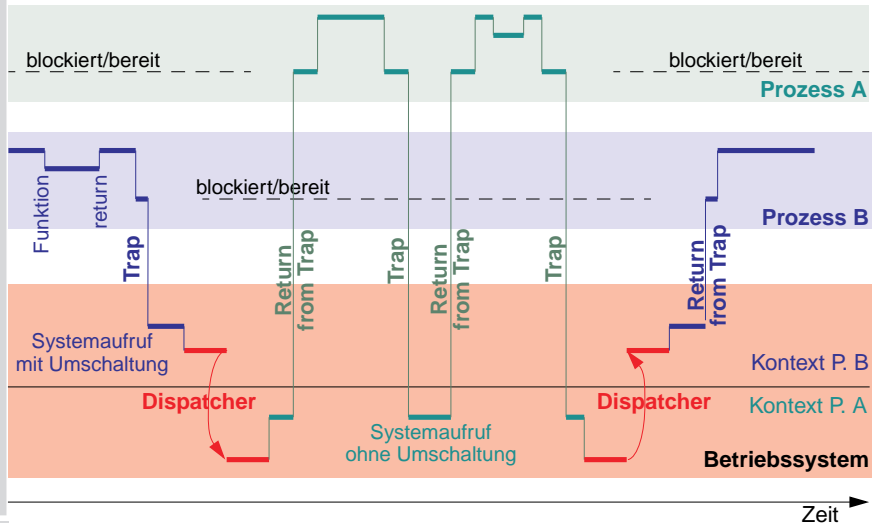 blockiert/bereit
blockiert/bereit
Prozess A
Funktion
return
blockiert/bereit
Prozess B
Trap
Return
from Trap
Trap
Return
from Trap
Trap
Return
from Trap
Systemaufruf
mit Umschaltung
Kontext P. B
Dispatcher
Dispatcher
Kontext P. A
Systemaufruf
ohne Umschaltung
Betriebssystem
Zeit